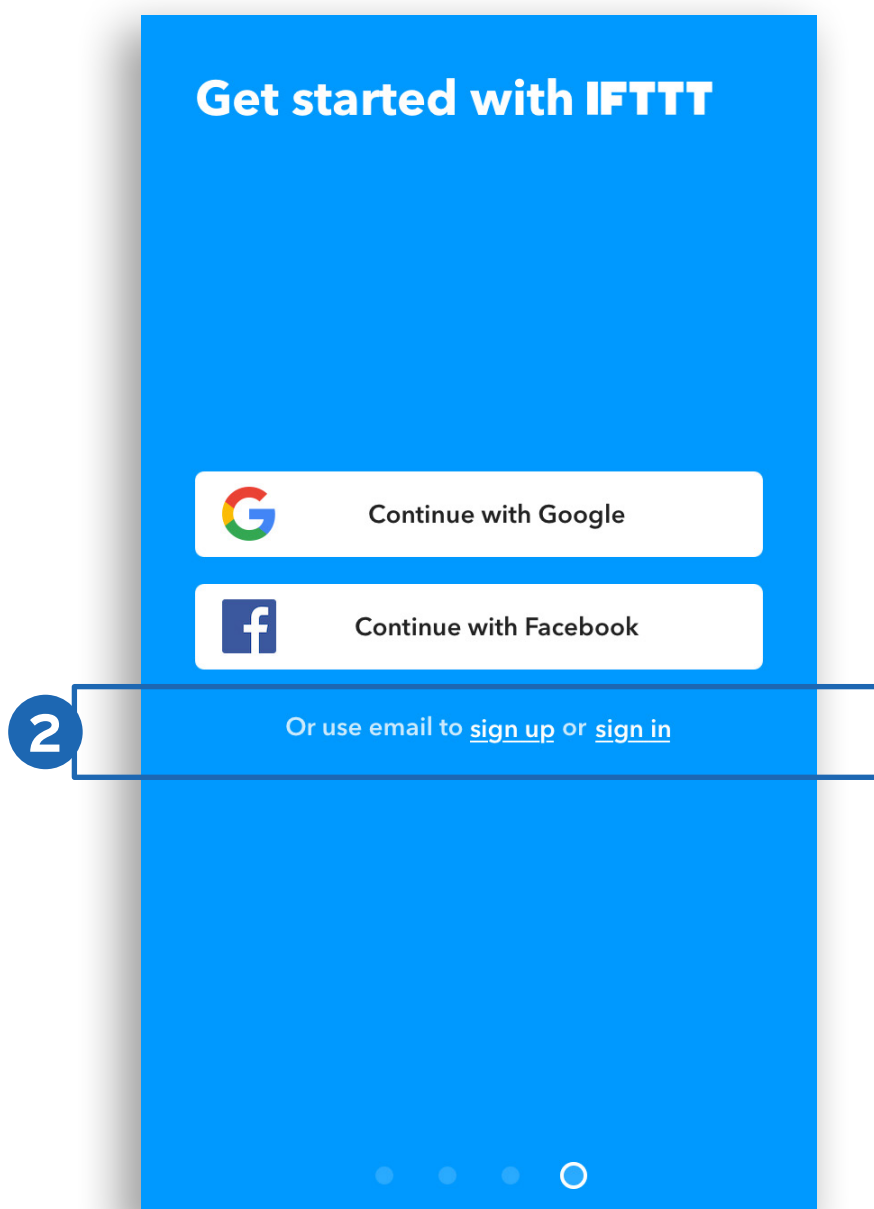 Get started with IFTTT
Continue with Google
Continue with Facebook
2
Or use email to sign up or sign in